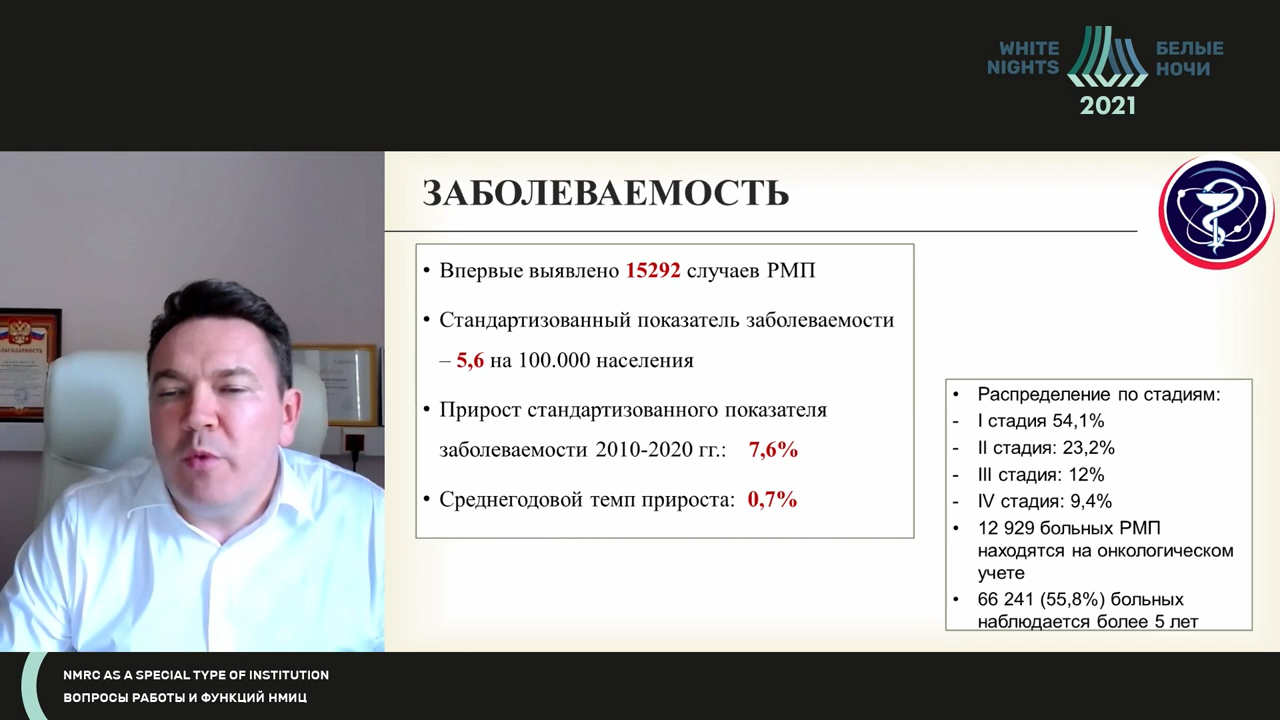 WHITE
NIGHTS
БЕЛЫЕ
НОЧИ
2021
ЗАБОЛЕВАЕМОСТЬ
• Впервые выявлено 15292 случаев РМП
• Стандартизованный показатель заболеваемости
– 5,6 на 100.000 населения
• Прирост стандартизованного показателя
заболеваемости 2010-2020 гг.: 7,6%
• Среднегодовой темп прироста: 0,7%
• Распределение по стадиям:
- I стадия 54,1%
- II стадия: 23,2%
- III стадия: 12%
- IV стадия: 9,4%
• 12 929 больных РМП
находятся на онкологическом
учете
• 66 241 (55,8%) больных
наблюдается более 5 лет
NMRC AS A SPECIAL TYPE OF INSTITUTION
ВОПРОСЫ РАБОТЫ И ФУНКЦИЙ НМИЦ